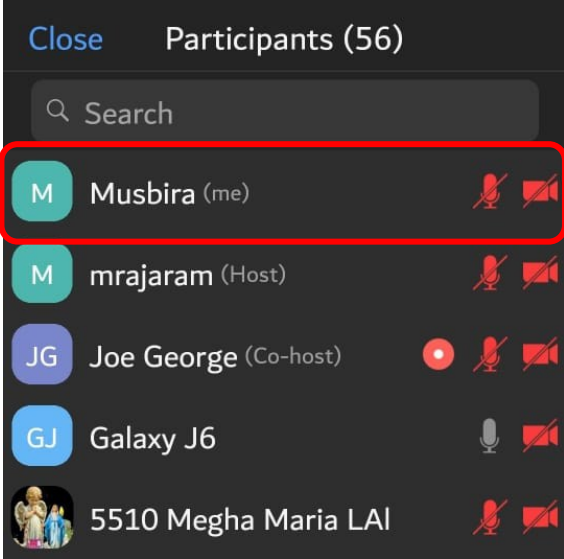 Close Participants (56)
Search
M Musbira (me)
M mrajaram (Host)
JG Joe George (Co-host)
GJ Galaxy J6
5510 Megha Maria LAl